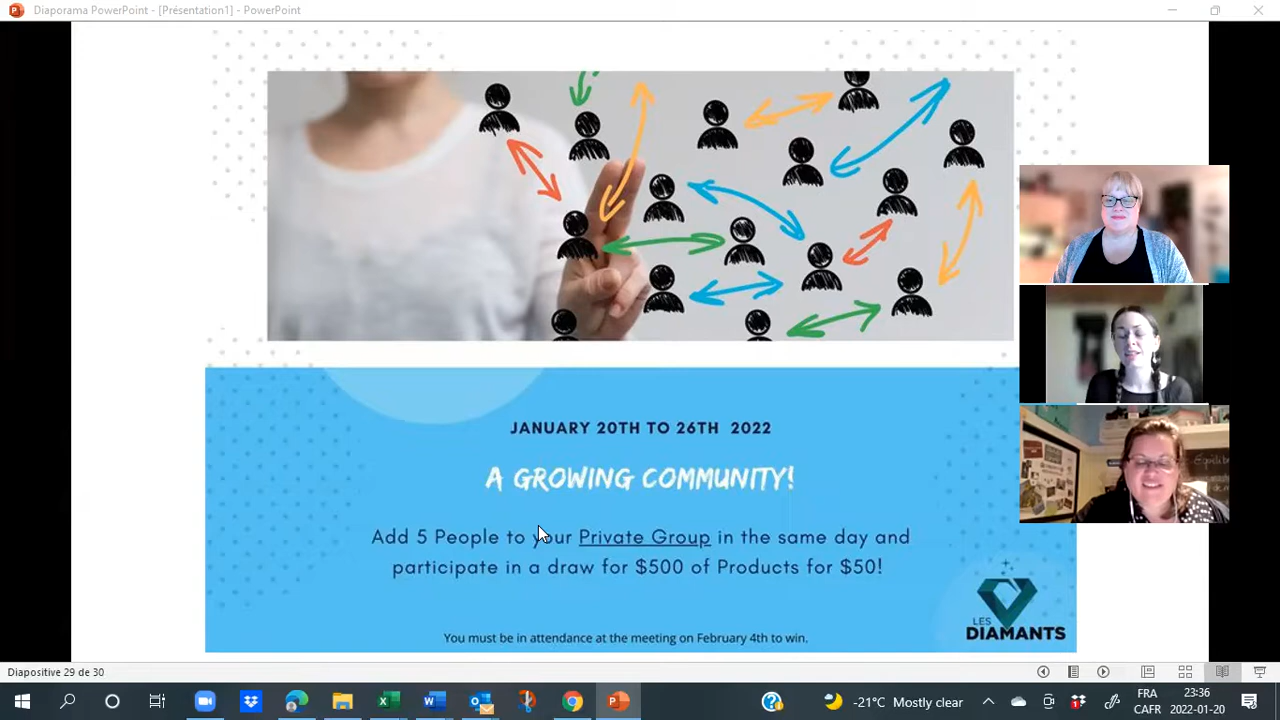 Diaporama - [Présentation1] - PowerPoint
JANUARY 20TH TO 26TH 2022
A GROWING COMMUNITY!
Add 5 People to your Private Group in the same day and
participate in a draw for $500 of Products for $50!
LES
DIAMANTS
You must be in attendance at the meeting on February 4th to win.
Diapositive 29 de 30
-21°C Mostly clear
FRA
CAFR
23:36
2022-01-20